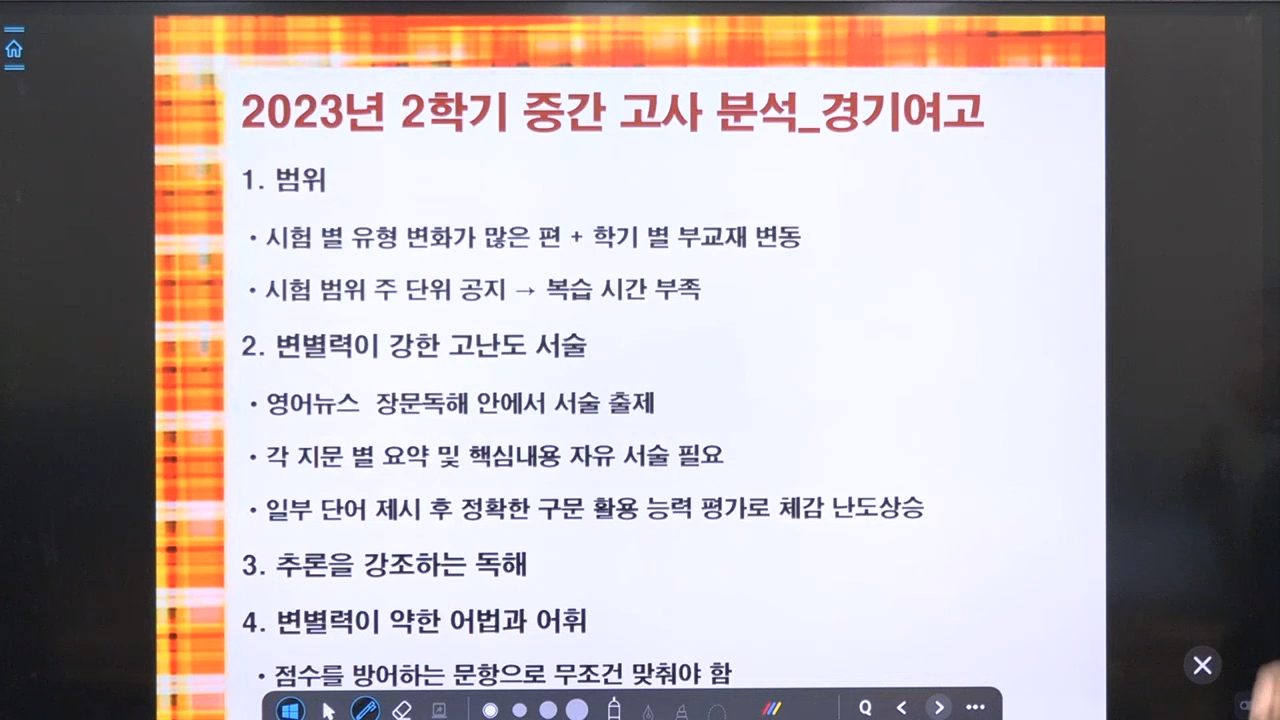 2023년 2학기 중간 고사 분석_경기여고
1. 범위
• 시험 별 유형 변화가 많은 편 + 학기 별 부교재 변동
• 시험 범위 주 단위 공지 → 복습 시간 부족
2. 변별력이 강한 고난도 서술
• 영어뉴스 장문독해 안에서 서술 출제
• 각 지문 별 요약 및 핵심내용 자유 서술 필요
• 일부 단어 제시 후 정확한 구문 활용 능력 평가로 체감 난도상승
3. 추론을 강조하는 독해
4. 변별력이 약한 어법과 어휘
• 점수를 방어하는 문항으로 무조건 맞춰야 함